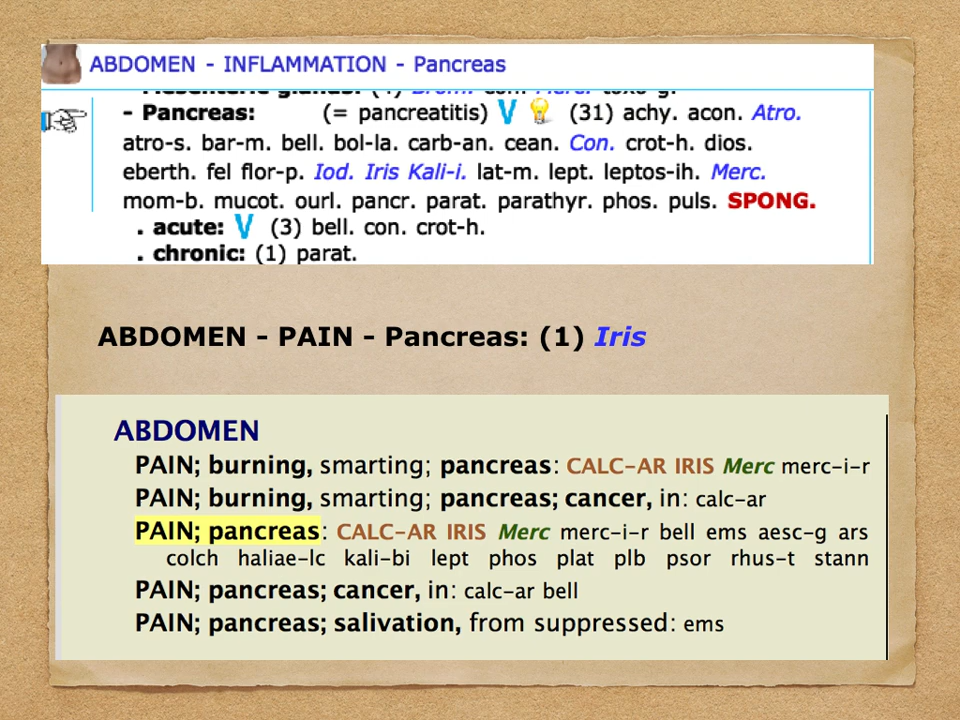 ABDOMEN - INFLAMMATION - Pancreas
- Mesenteric glands: (4)
- Pancreas: (= pancreatitis) V (31) achy. acon. Atro.
atro-s. bar-m. bell. bol-la. carb-an. cean. Con. crot-h. dios.
eberth. fel flor-p. Iod. Iris Kali-i. lat-m. lept. leptos-ih. Merc.
mom-b. mucot. ourl. pancr. parat. parathyr. phos. puls. SPONG.
. acute: V (3) bell. con. crot-h.
. chronic: (1) parat.
ABDOMEN - PAIN - Pancreas: (1) Iris
ABDOMEN
PAIN; burning, smarting; pancreas: CALC-AR IRIS Merc merc-i-r
PAIN; burning, smarting; pancreas; cancer, in: calc-ar
PAIN; pancreas: CALC-AR IRIS Merc merc-i-r bell ems aesc-g ars
colch haliae-lc kali-bi lept phos plat plb psor rhus-t stann
PAIN; pancreas; cancer, in: calc-ar bell
PAIN; pancreas; salivation, from suppressed: ems